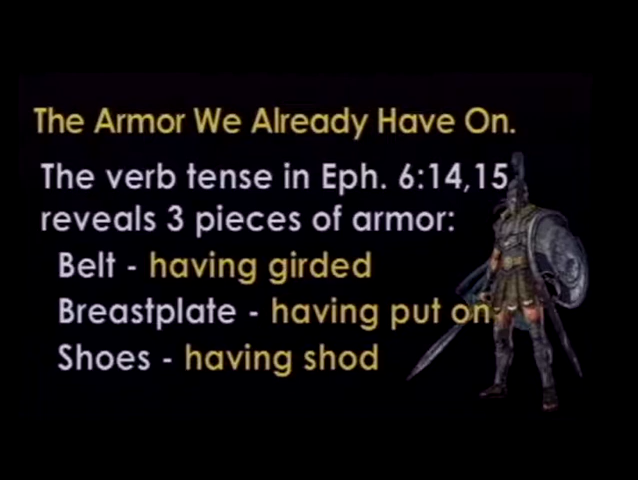 The Armor We Already Have On.
The verb tense in Eph. 6:14,15
reveals 3 pieces of armor:
Belt - having girded
Breastplate - having put on
Shoes - having shod